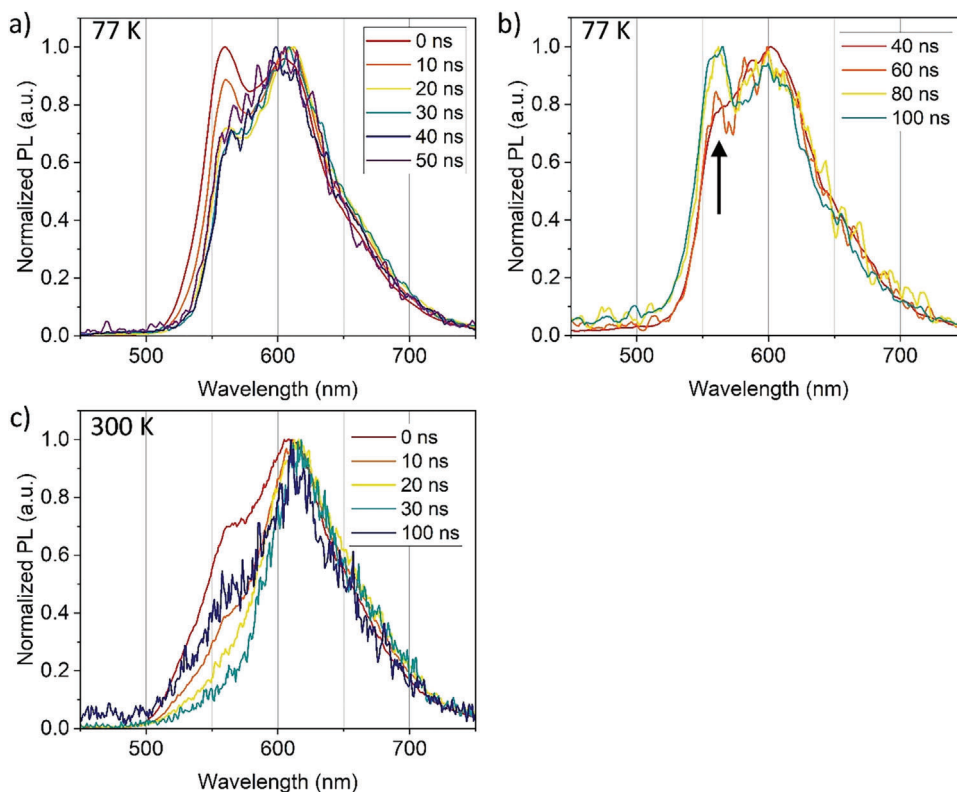 a)
77 K
1.0
0.8
0.6
0.4
0.2
0.0
Normalized PL (a.u.)
0 ns
10 ns
20 ns
30 ns
40 ns
50 ns
500 600 700
Wavelength (nm)
b)
77 K
1.0
0.8
0.6
0.4
0.2
0.0
Normalized PL (a.u.)
40 ns
60 ns
80 ns
100 ns
500 600 700
Wavelength (nm)
c)
300 K
1.0
0.8
0.6
0.4
0.2
0.0
Normalized PL (a.u.)
0 ns
10 ns
20 ns
30 ns
100 ns
500 600 700
Wavelength (nm)